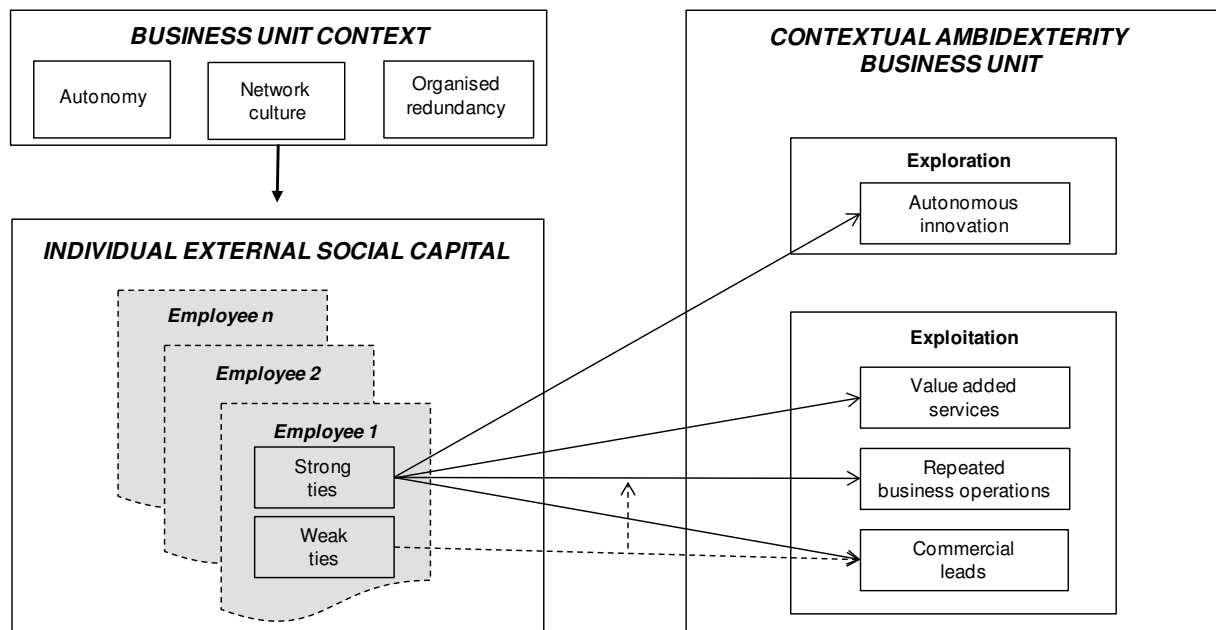 BUSINESS UNIT CONTEXT
Autonomy
Network
culture
Organised
redundancy
INDIVIDUAL EXTERNAL SOCIAL CAPITAL
Employee n
Employee 2
Employee 1
Strong
ties
Weak
ties
CONTEXTUAL AMBIDEXTERITY
BUSINESS UNIT
Exploration
Autonomous
innovation
Exploitation
Value added
services
Repeated
business operations
Commercial
leads